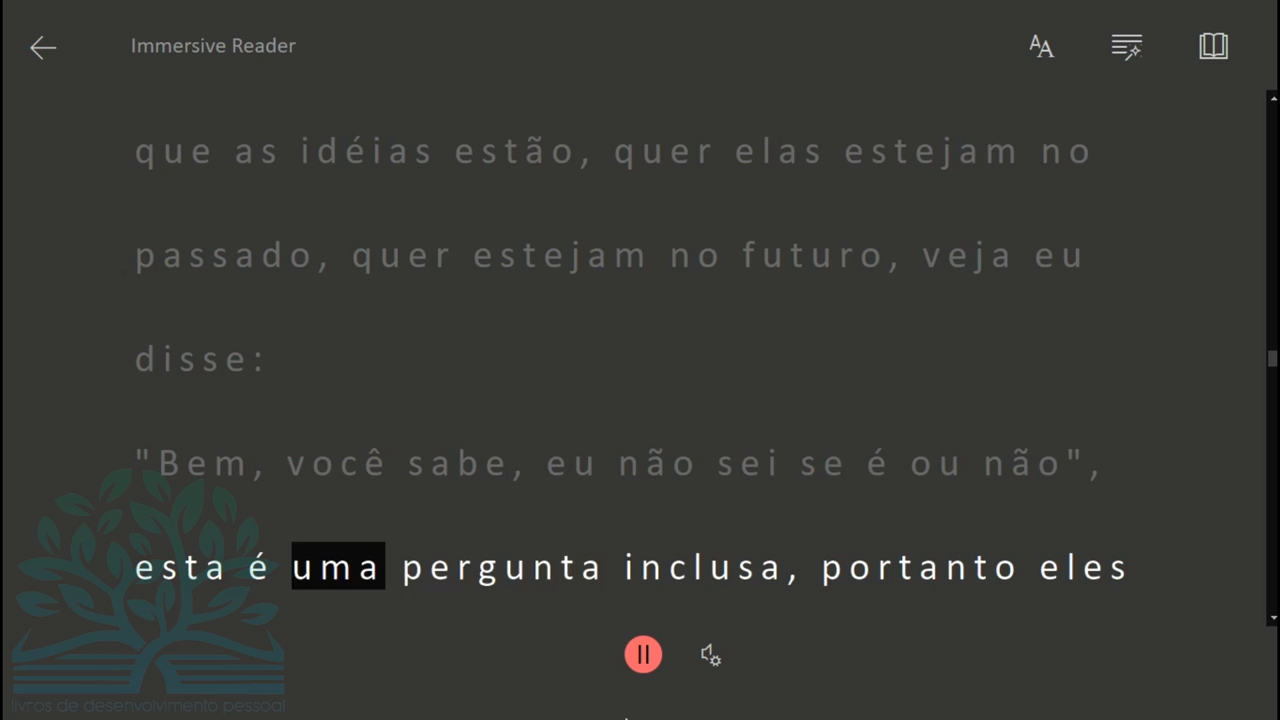 Immersive Reader
que as idéias estão, quer elas estejam no
passado, quer estejam no futuro, veja eu
disse:
"Bem, você sabe, eu não sei se é ou não",
esta é uma pergunta inclusa, portanto eles
livros de desenvolvimento pessoal